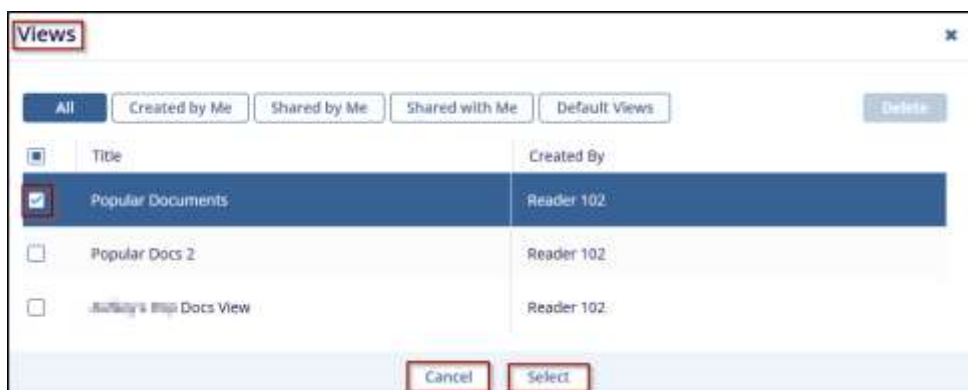 Views
All Created by Me Shared by Me Shared with Me Default Views Delete
Title Created By
Popular Documents Reader 102
Popular Docs 2 Reader 102
Docs View Reader 102
Cancel Select